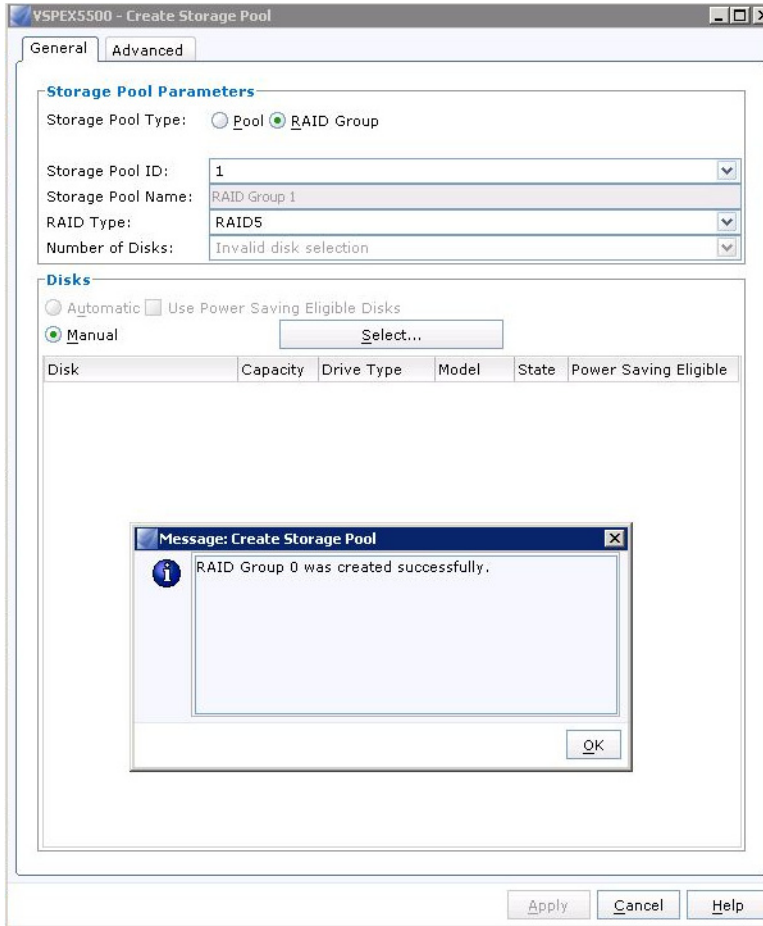 VSPEX5500 - Create Storage Pool
General Advanced
Storage Pool Parameters
Storage Pool Type: Pool RAID Group
Storage Pool ID: 1
Storage Pool Name: RAID Group 1
RAID Type: RAID5
Number of Disks: Invalid disk selection
Disks
Automatic Use Power Saving Eligible Disks
Manual Select...
Disk Capacity Drive Type Model State Power Saving Eligible
Message: Create Storage Pool
RAID Group 0 was created successfully.
OK
Apply Cancel Help